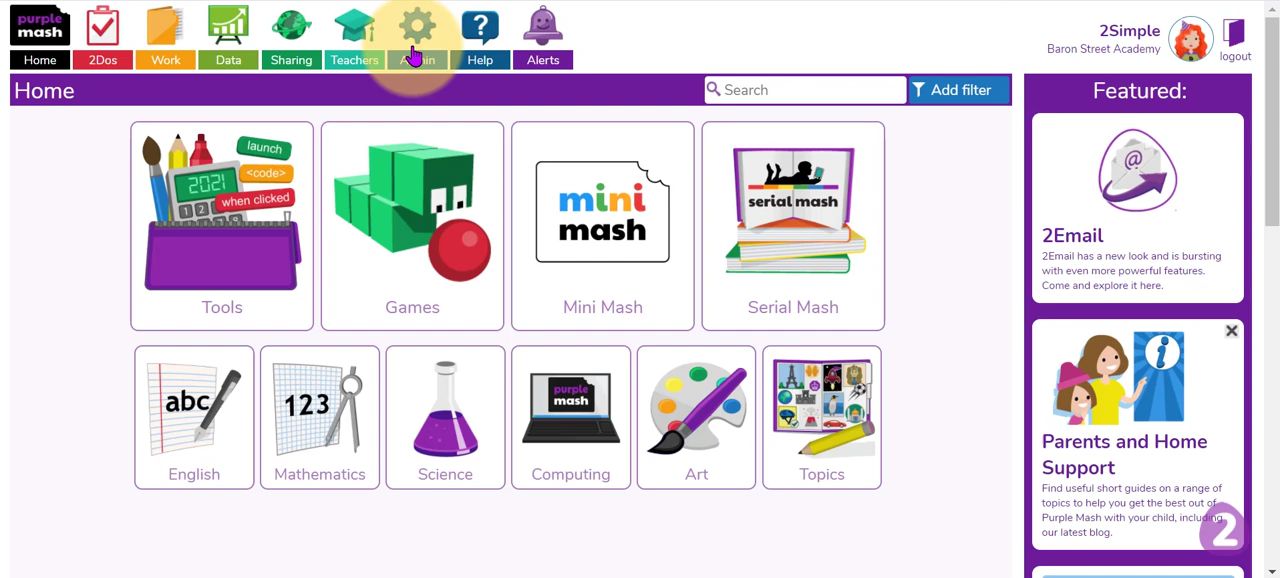 purple
mash
Home
2Dos
Work
Data
Sharing
Teachers
Admin
Help
Alerts
2Simple
Baron Street Academy
logout
Home
Search
Add filter
Featured:
launch
<code>
when clicked
2021
1 2
Tools
Games
mini
mash
Mini Mash
serial mash
Serial Mash
abc
English
123
Mathematics
Science
purple
mash
Computing
Art
Topics
@
2Email
2Email has a new look and is bursting
with even more powerful features.
Come and explore it here.
i
Parents and Home
Support
Find useful short guides on a range of
topics to help you get the best out of
Purple Mash with your child, including
our latest blog.
2